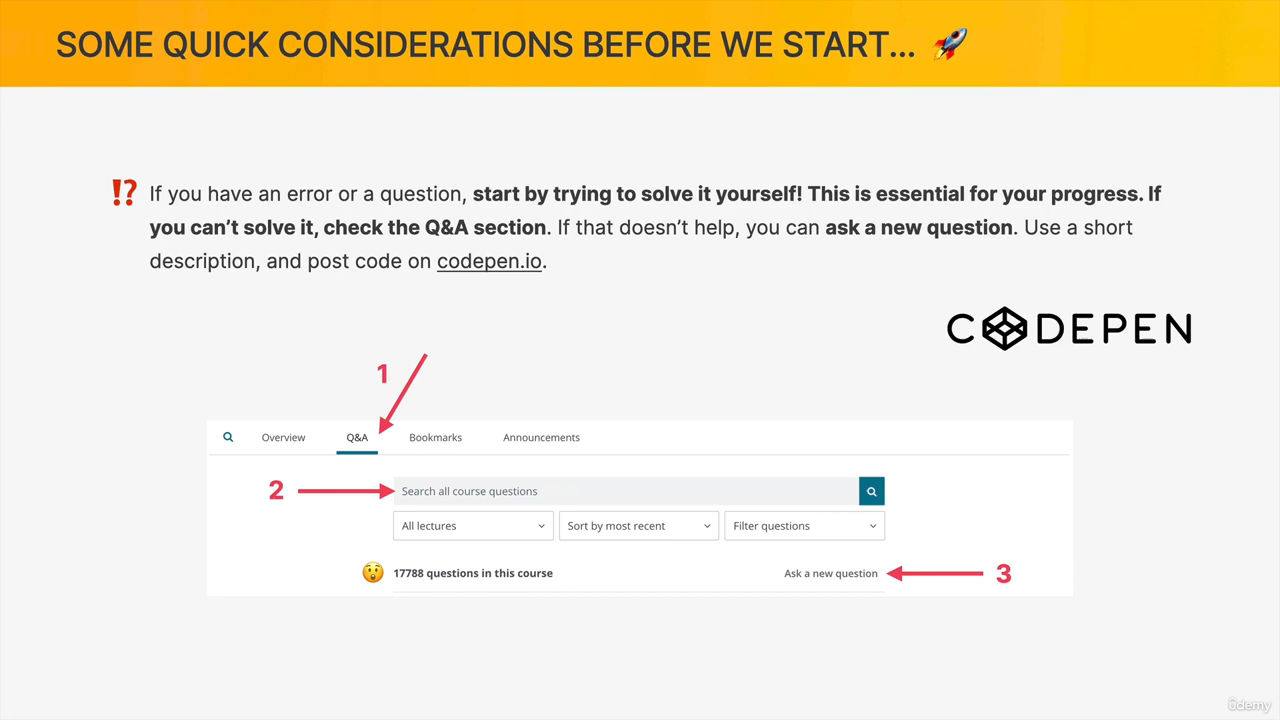 SOME QUICK CONSIDERATIONS BEFORE WE START... 🚀
⁉️ If you have an error or a question, start by trying to solve it yourself! This is essential for your progress. If
you can’t solve it, check the Q&A section. If that doesn’t help, you can ask a new question. Use a short
description, and post code on codepen.io.
CODEPEN
1
Overview Q&A Bookmarks Announcements
2 Search all course questions
All lectures Sort by most recent Filter questions
😲 17788 questions in this course Ask a new question 3
ûdemy